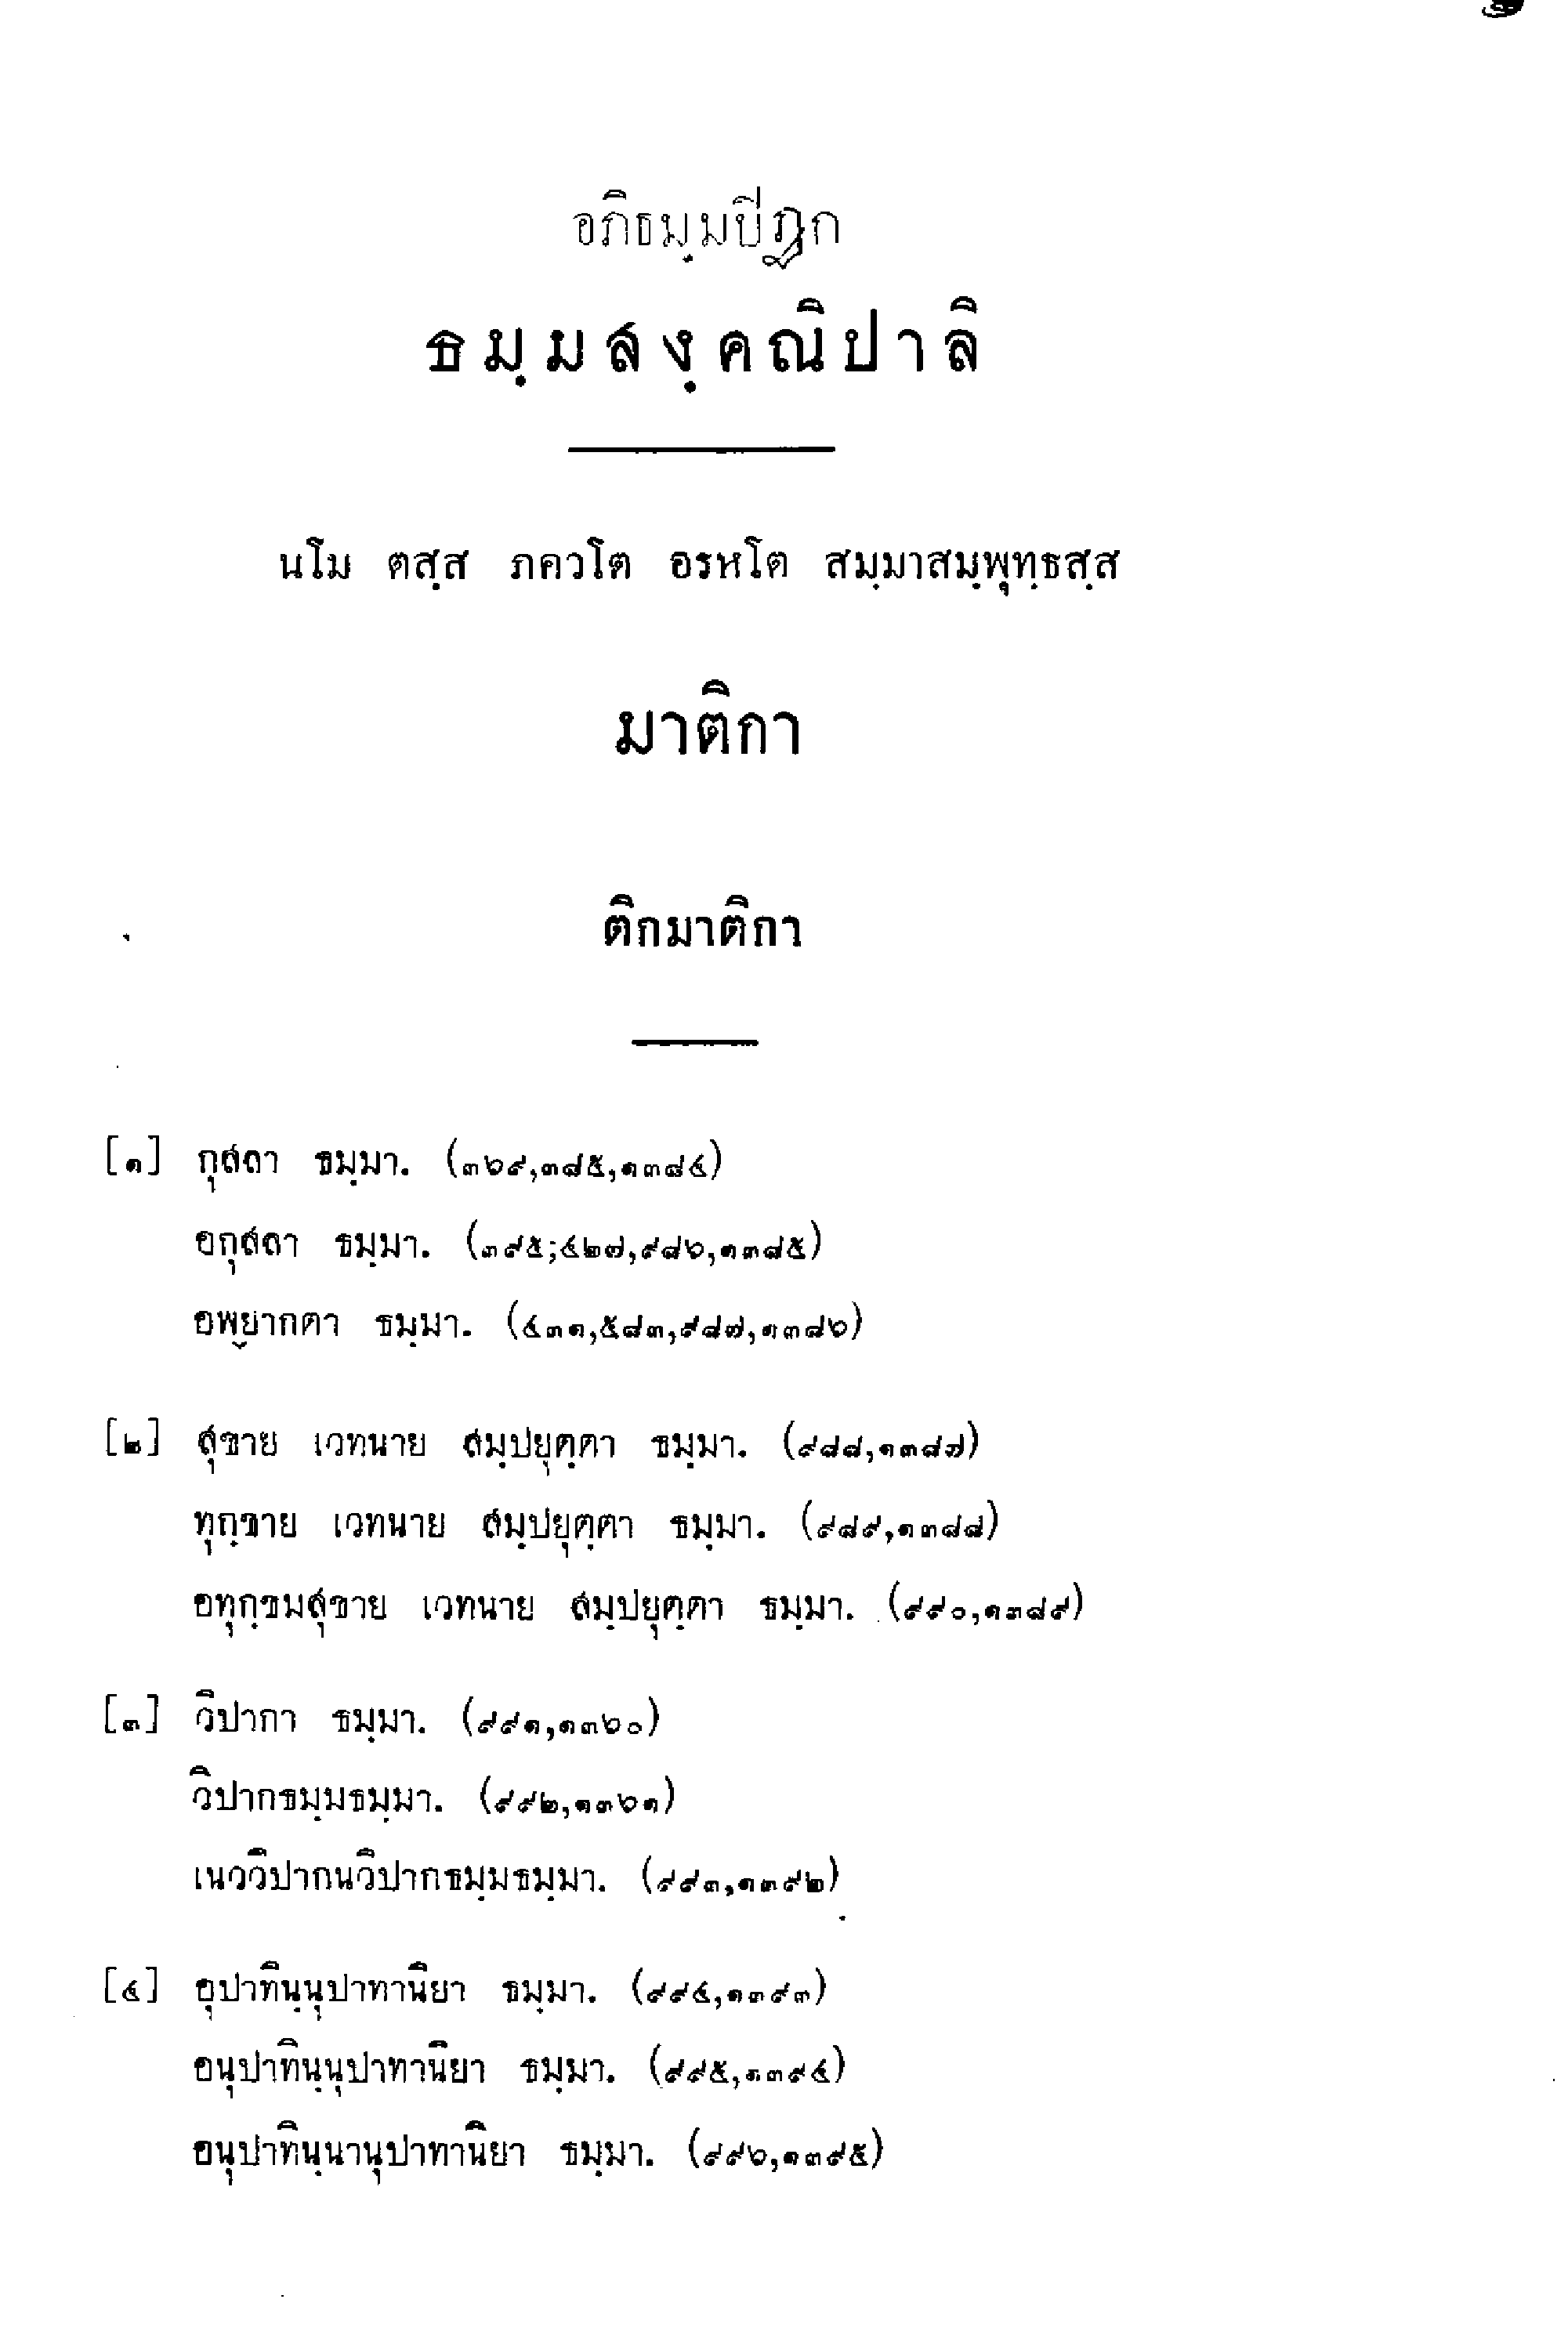 อภิธมฺมปิฏก
ธมฺมสงฺคณิปาลิ
นโม ตสฺส ภควโต อรหโต สมฺมาสมฺพุทฺธสฺส
มาติกา
ติกมาติกา
[๑] กุสลา ธมฺมา. (๓๖๙,๓๘๕,๑๓๘๔)
อกุสลา ธมฺมา. (๓๙๕;๔๒๗,๙๘๖,๑๓๘๕)
อพฺยากตา ธมฺมา. (๔๓๑,๕๘๓,๙๘๗,๑๓๘๖)
[๒] สุขาย เวทนาย สมฺปยุตฺตา ธมฺมา. (๙๘๘,๑๓๘๗)
ทุกฺขาย เวทนาย สมฺปยุตฺตา ธมฺมา. (๙๘๙,๑๓๘๘)
อทุกฺขมสุขาย เวทนาย สมฺปยุตฺตา ธมฺมา. (๙๙๐,๑๓๘๙)
[๓] วิปากา ธมฺมา. (๙๙๑,๑๓๖๐)
วิปากธมฺมธมฺมา. (๙๙๒,๑๓๖๑)
เนววิปากนวิปากธมฺมธมฺมา. (๙๙๓,๑๓๙๒)
[๔] อุปาทินฺนุปาทานิยา ธมฺมา. (๙๙๔,๑๓๙๓)
อนุปาทินฺนุปาทานิยา ธมฺมา. (๙๙๕,๑๓๙๔)
อนุปาทินฺนานุปาทานิยา ธมฺมา. (๙๙๖,๑๓๙๕)